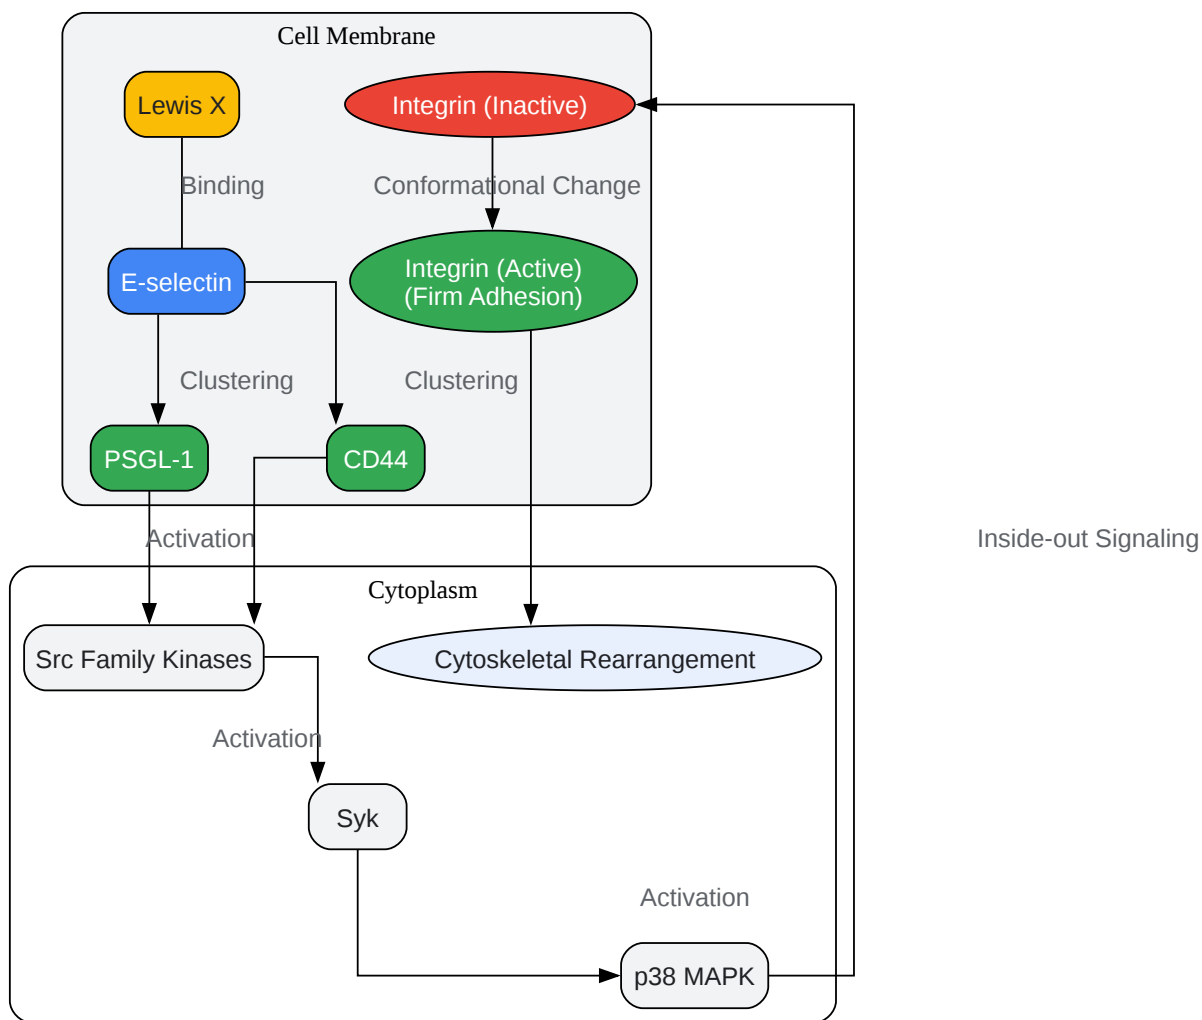 Cell Membrane
Lewis X
Integrin (Inactive)
Binding
Conformational Change
E-selectin
Integrin (Active)
(Firm Adhesion)
Clustering
Clustering
PSGL-1
CD44
Activation
Inside-out Signaling
Cytoplasm
Src Family Kinases
Cytoskeletal Rearrangement
Activation
Syk
Activation
p38 MAPK